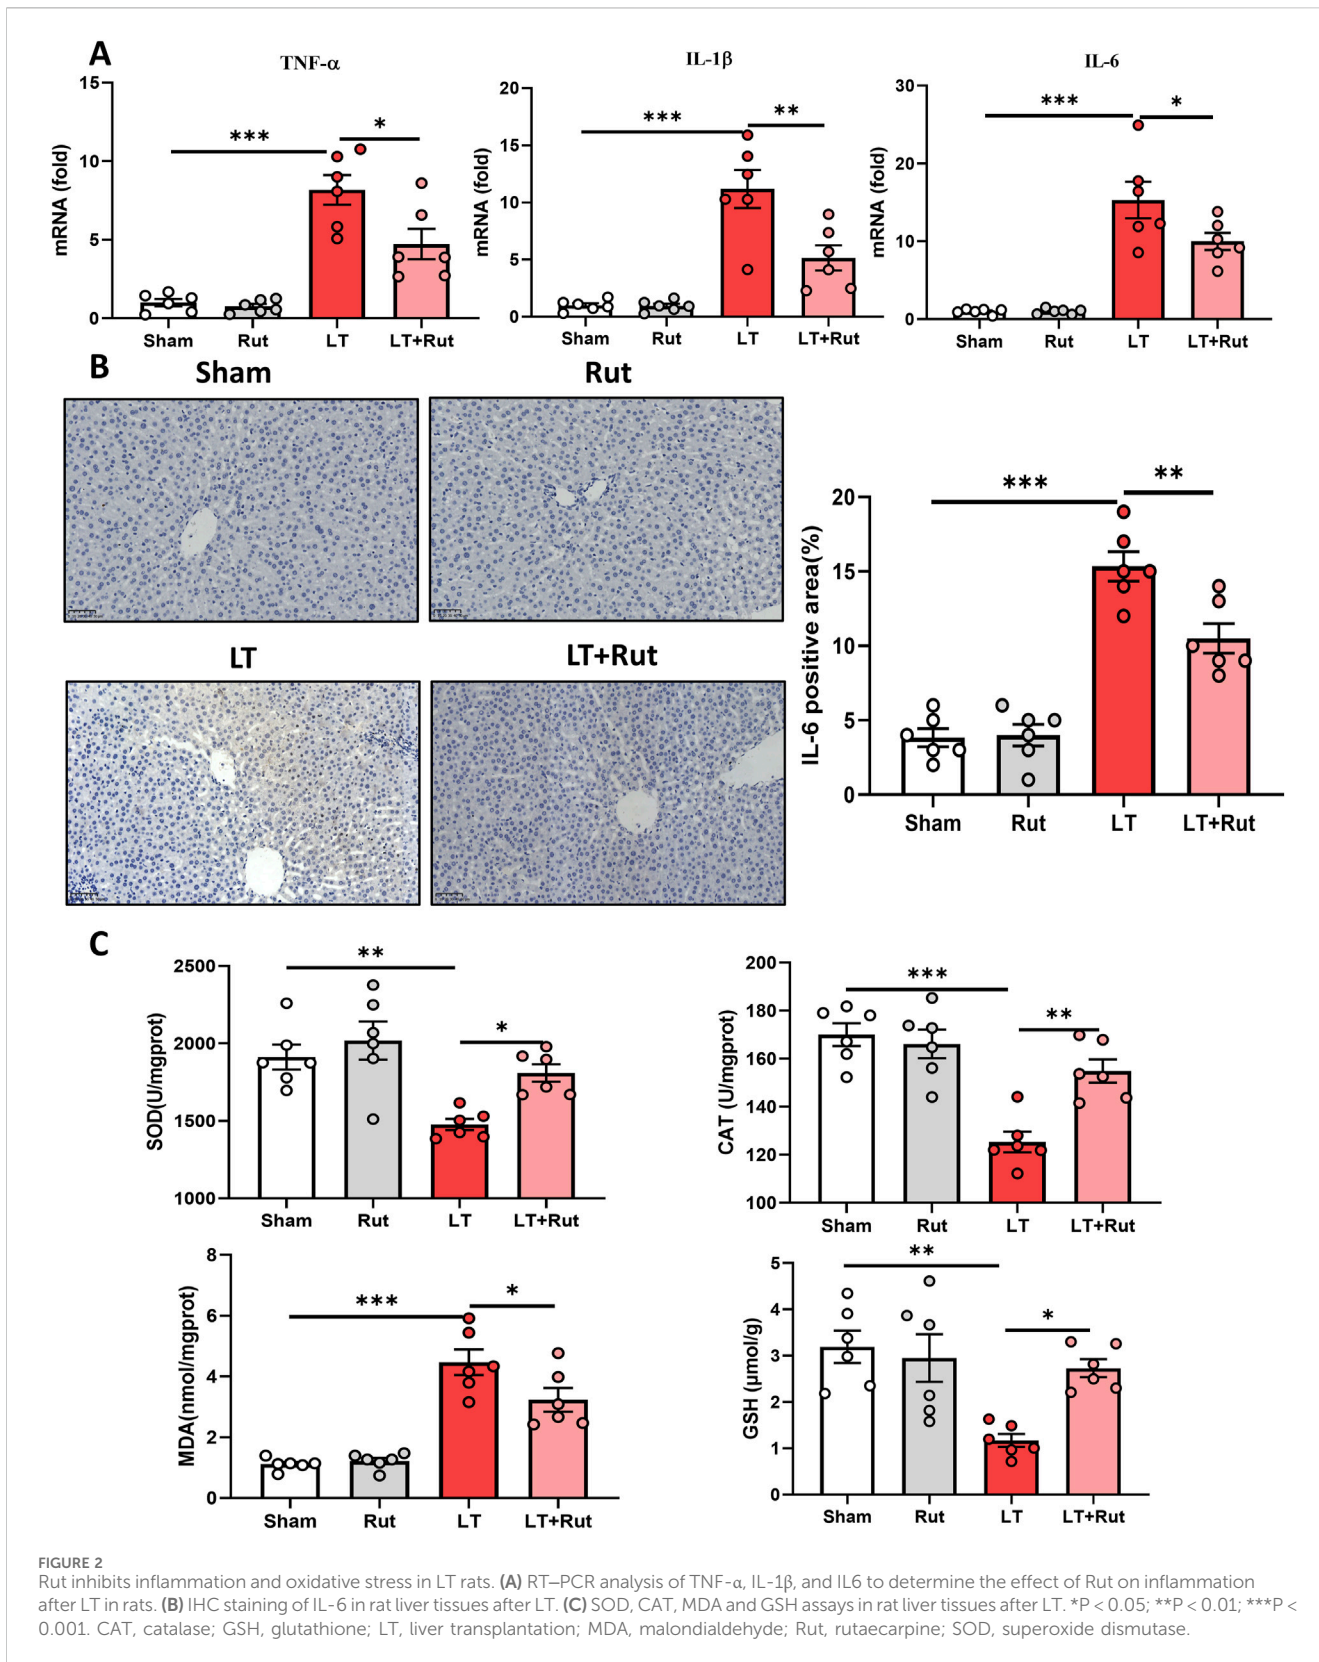 A
TNF-α
IL-1β
IL-6
mRNA (fold)
15
10
5
0
***
*
Sham
Rut
LT
LT+Rut
mRNA (fold)
20
15
10
5
0
***
**
Sham
Rut
LT
LT+Rut
mRNA (fold)
30
20
10
0
***
*
Sham
Rut
LT
LT+Rut
B
Sham
Rut
LT
LT+Rut
IL-6 positive area(%)
20
15
10
5
0
***
**
Sham
Rut
LT
LT+Rut
C
SOD(U/mgprot)
2500
2000
1500
1000
**
*
Sham
Rut
LT
LT+Rut
CAT (U/mgprot)
200
180
160
140
120
100
***
**
Sham
Rut
LT
LT+Rut
MDA(nmol/mgprot)
8
6
4
2
0
***
*
Sham
Rut
LT
LT+Rut
GSH (μmol/g)
5
4
3
2
1
0
**
*
Sham
Rut
LT
LT+Rut
FIGURE 2
Rut inhibits inflammation and oxidative stress in LT rats. (A) RT–PCR analysis of TNF-α, IL-1β, and IL6 to determine the effect of Rut on inflammation
after LT in rats. (B) IHC staining of IL-6 in rat liver tissues after LT. (C) SOD, CAT, MDA and GSH assays in rat liver tissues after LT. *P < 0.05; **P < 0.01; ***P <
0.001. CAT, catalase; GSH, glutathione; LT, liver transplantation; MDA, malondialdehyde; Rut, rutaecarpine; SOD, superoxide dismutase.